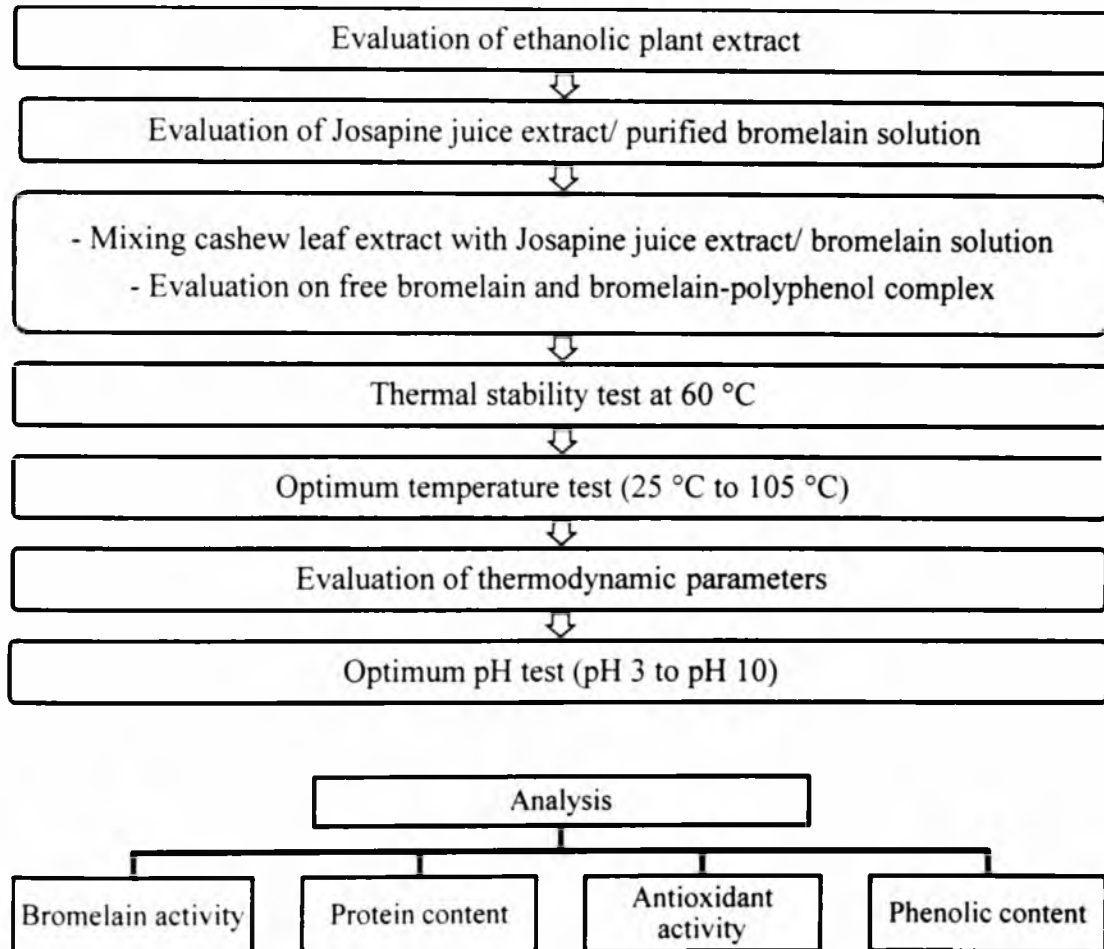 Evaluation of ethanolic plant extract
Evaluation of Josapine juice extract/ purified bromelain solution
- Mixing cashew leaf extract with Josapine juice extract/ bromelain solution
- Evaluation on free bromelain and bromelain-polyphenol complex
Thermal stability test at 60 °C
Optimum temperature test (25 °C to 105 °C)
Evaluation of thermodynamic parameters
Optimum pH test (pH 3 to pH 10)
Analysis
Bromelain activity
Protein content
Antioxidant
activity
Phenolic content